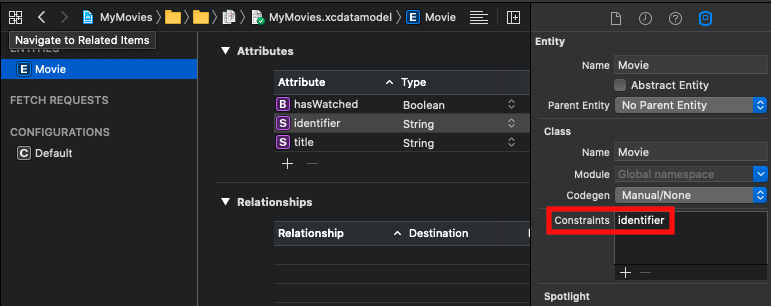 MyMovies
MyMovies.xcdatamodel
E Movie
Navigate to Related Items
E Movie
FETCH REQUESTS
CONFIGURATIONS
C Default
Attributes
Attribute Type
B hasWatched Boolean
S identifier String
S title String
Relationships
Relationship Destination
Entity
Name Movie
Abstract Entity
Parent Entity No Parent Entity
Class
Name Movie
Module Global namespace
Codegen Manual/None
Constraints identifier
Spotlight